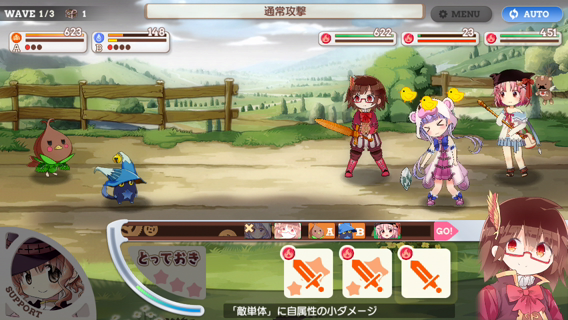 WAVE 1/3 1
通常攻撃
MENU
AUTO
623
A
148
B
622
23
451
A B GO!
とっておき
SUPPORT
「敵単体」に自属性の小ダメージ